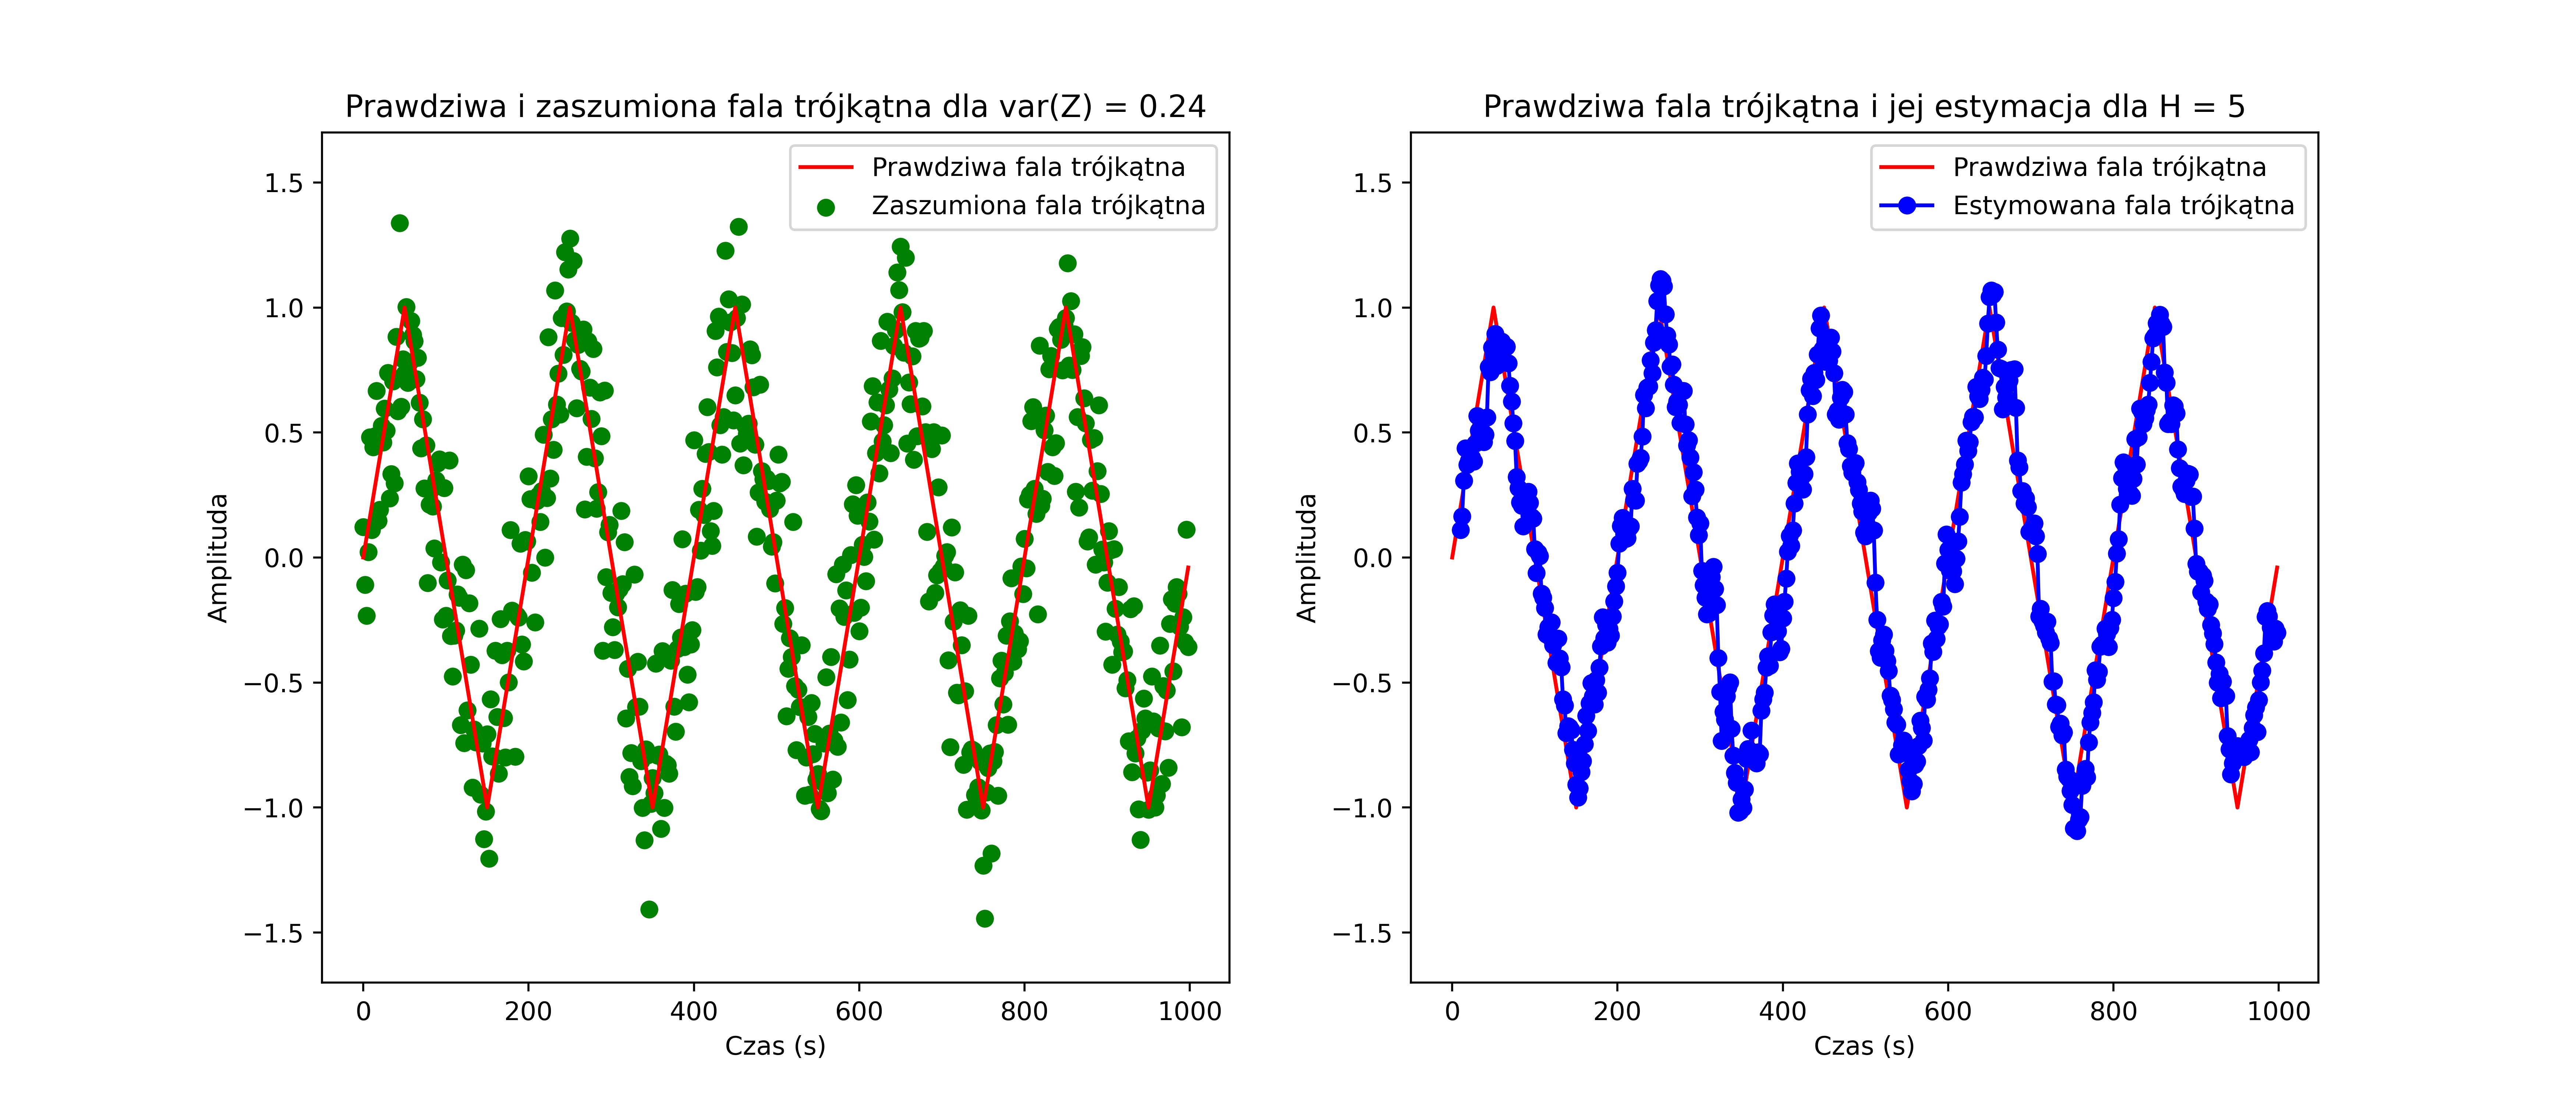 Prawdziwa i zaszumiona fala trójkątna dla var(Z) = 0.24
Prawdziwa fala trójkątna
Zaszumiona fala trójkątna
1.5
1.0
0.5
0.0
−0.5
−1.0
−1.5
Amplituda
0 200 400 600 800 1000
Czas (s)
Prawdziwa fala trójkątna i jej estymacja dla H = 5
Prawdziwa fala trójkątna
Estymowana fala trójkątna
1.5
1.0
0.5
0.0
−0.5
−1.0
−1.5
Amplituda
0 200 400 600 800 1000
Czas (s)